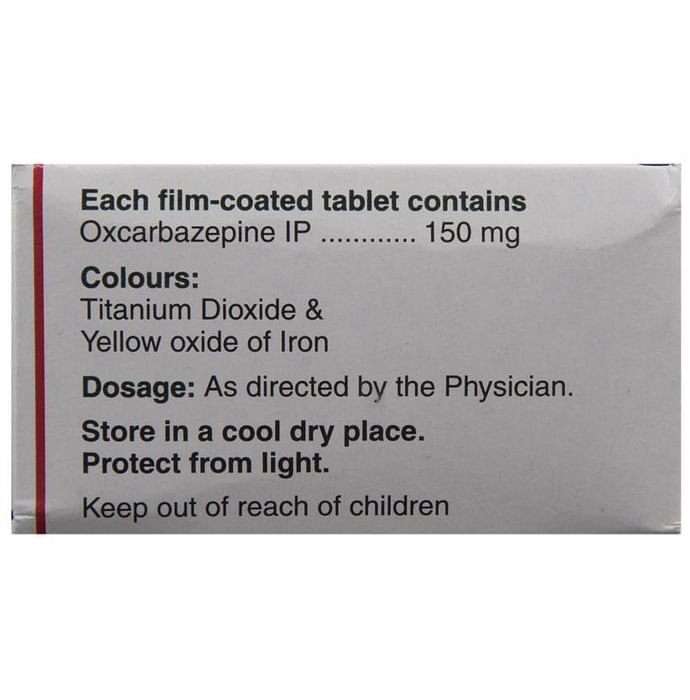 Each film-coated tablet contains
Oxcarbazepine IP ............ 150 mg
Colours:
Titanium Dioxide &
Yellow oxide of Iron
Dosage: As directed by the Physician.
Store in a cool dry place.
Protect from light.
Keep out of reach of children